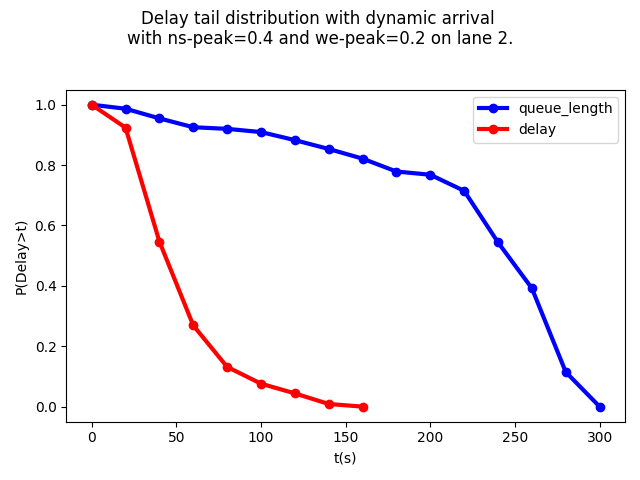 Delay tail distribution with dynamic arrival
with ns-peak=0.4 and we-peak=0.2 on lane 2.
queue_length
delay
P(Delay>t)
1.0
0.8
0.6
0.4
0.2
0.0
0 50 100 150 200 250 300
t(s)